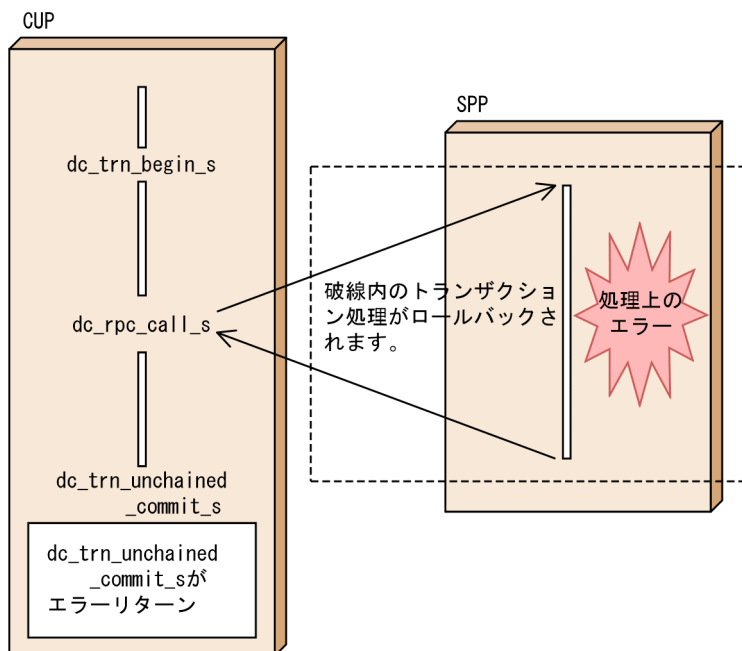 CUP
dc_trn_begin_s
dc_rpc_call_s
dc_trn_unchained
_commit_s
dc_trn_unchained
_commit_sが
エラーリターン
SPP
破線内のトランザクショ
ン処理がロールバックさ
れます。
処理上の
エラー